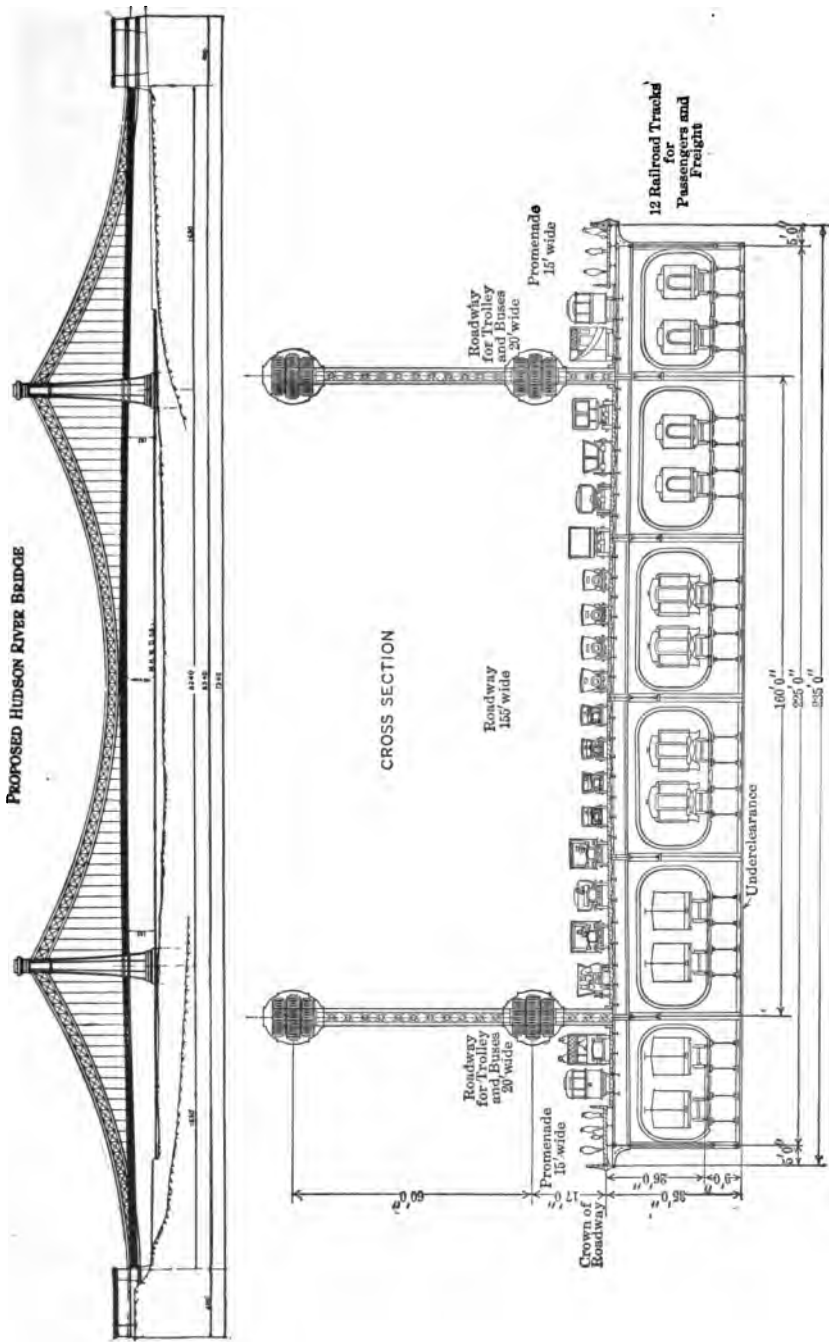 PROPOSED HUDSON RIVER BRIDGE
CROSS SECTION
Roadway
for Trolley
and Buses
20' wide
Roadway
for Trolley
and Buses
20' wide
Promenade
15' wide
Roadway
155' wide
Promenade
15' wide
Crown of
Roadway
12 Railroad Tracks
for
Passengers and
Freight
60' 0"
17' 0"
35' 0"
26' 0"
9' 0"
Underclearance
5' 0"
160' 0"
225' 0"
5' 0"
235' 0"